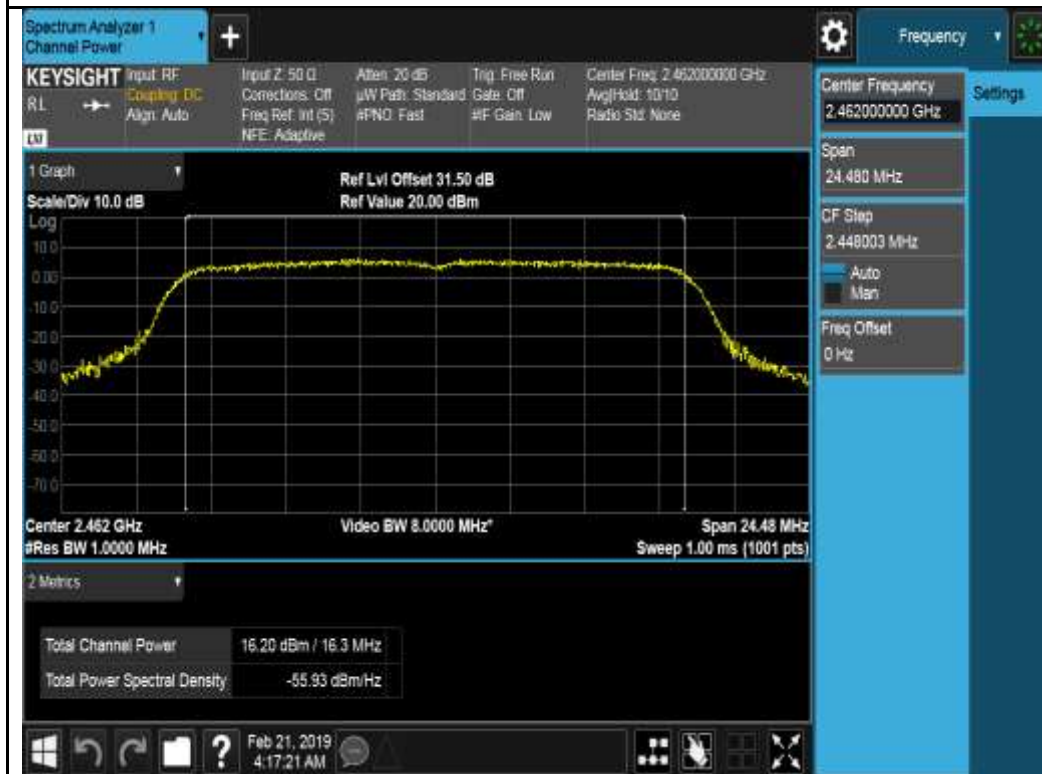 Spectrum Analyzer 1
Channel Power
+
Frequency
KEYSIGHT
RL
Input: RF
Coupling: DC
Align: Auto
Input Z: 50 Ω
Corrections: Off
Freq Ref: Int (S)
NFE: Adaptive
Atten: 20 dB
µW Path: Standard
#PNO: Fast
Trig: Free Run
Gate: Off
#IF Gain: Low
Center Freq: 2.462000000 GHz
Avg|Hold: 10/10
Radio Std: None
Center Frequency
2.462000000 GHz
Settings
Span
24.480 MHz
CF Step
2.448003 MHz
Auto
Man
Freq Offset
0 Hz
1 Graph
Scale/Div 10.0 dB
Ref Lvl Offset 31.50 dB
Ref Value 20.00 dBm
Log
10.0
0.00
-10.0
-20.0
-30.0
-40.0
-50.0
-60.0
-70.0
Center 2.462 GHz
#Res BW 1.0000 MHz
Video BW 8.0000 MHz*
Span 24.48 MHz
Sweep 1.00 ms (1001 pts)
2 Metrics
Total Channel Power 16.20 dBm / 16.3 MHz
Total Power Spectral Density -55.93 dBm/Hz
?
Feb 21, 2019
4:17:21 AM